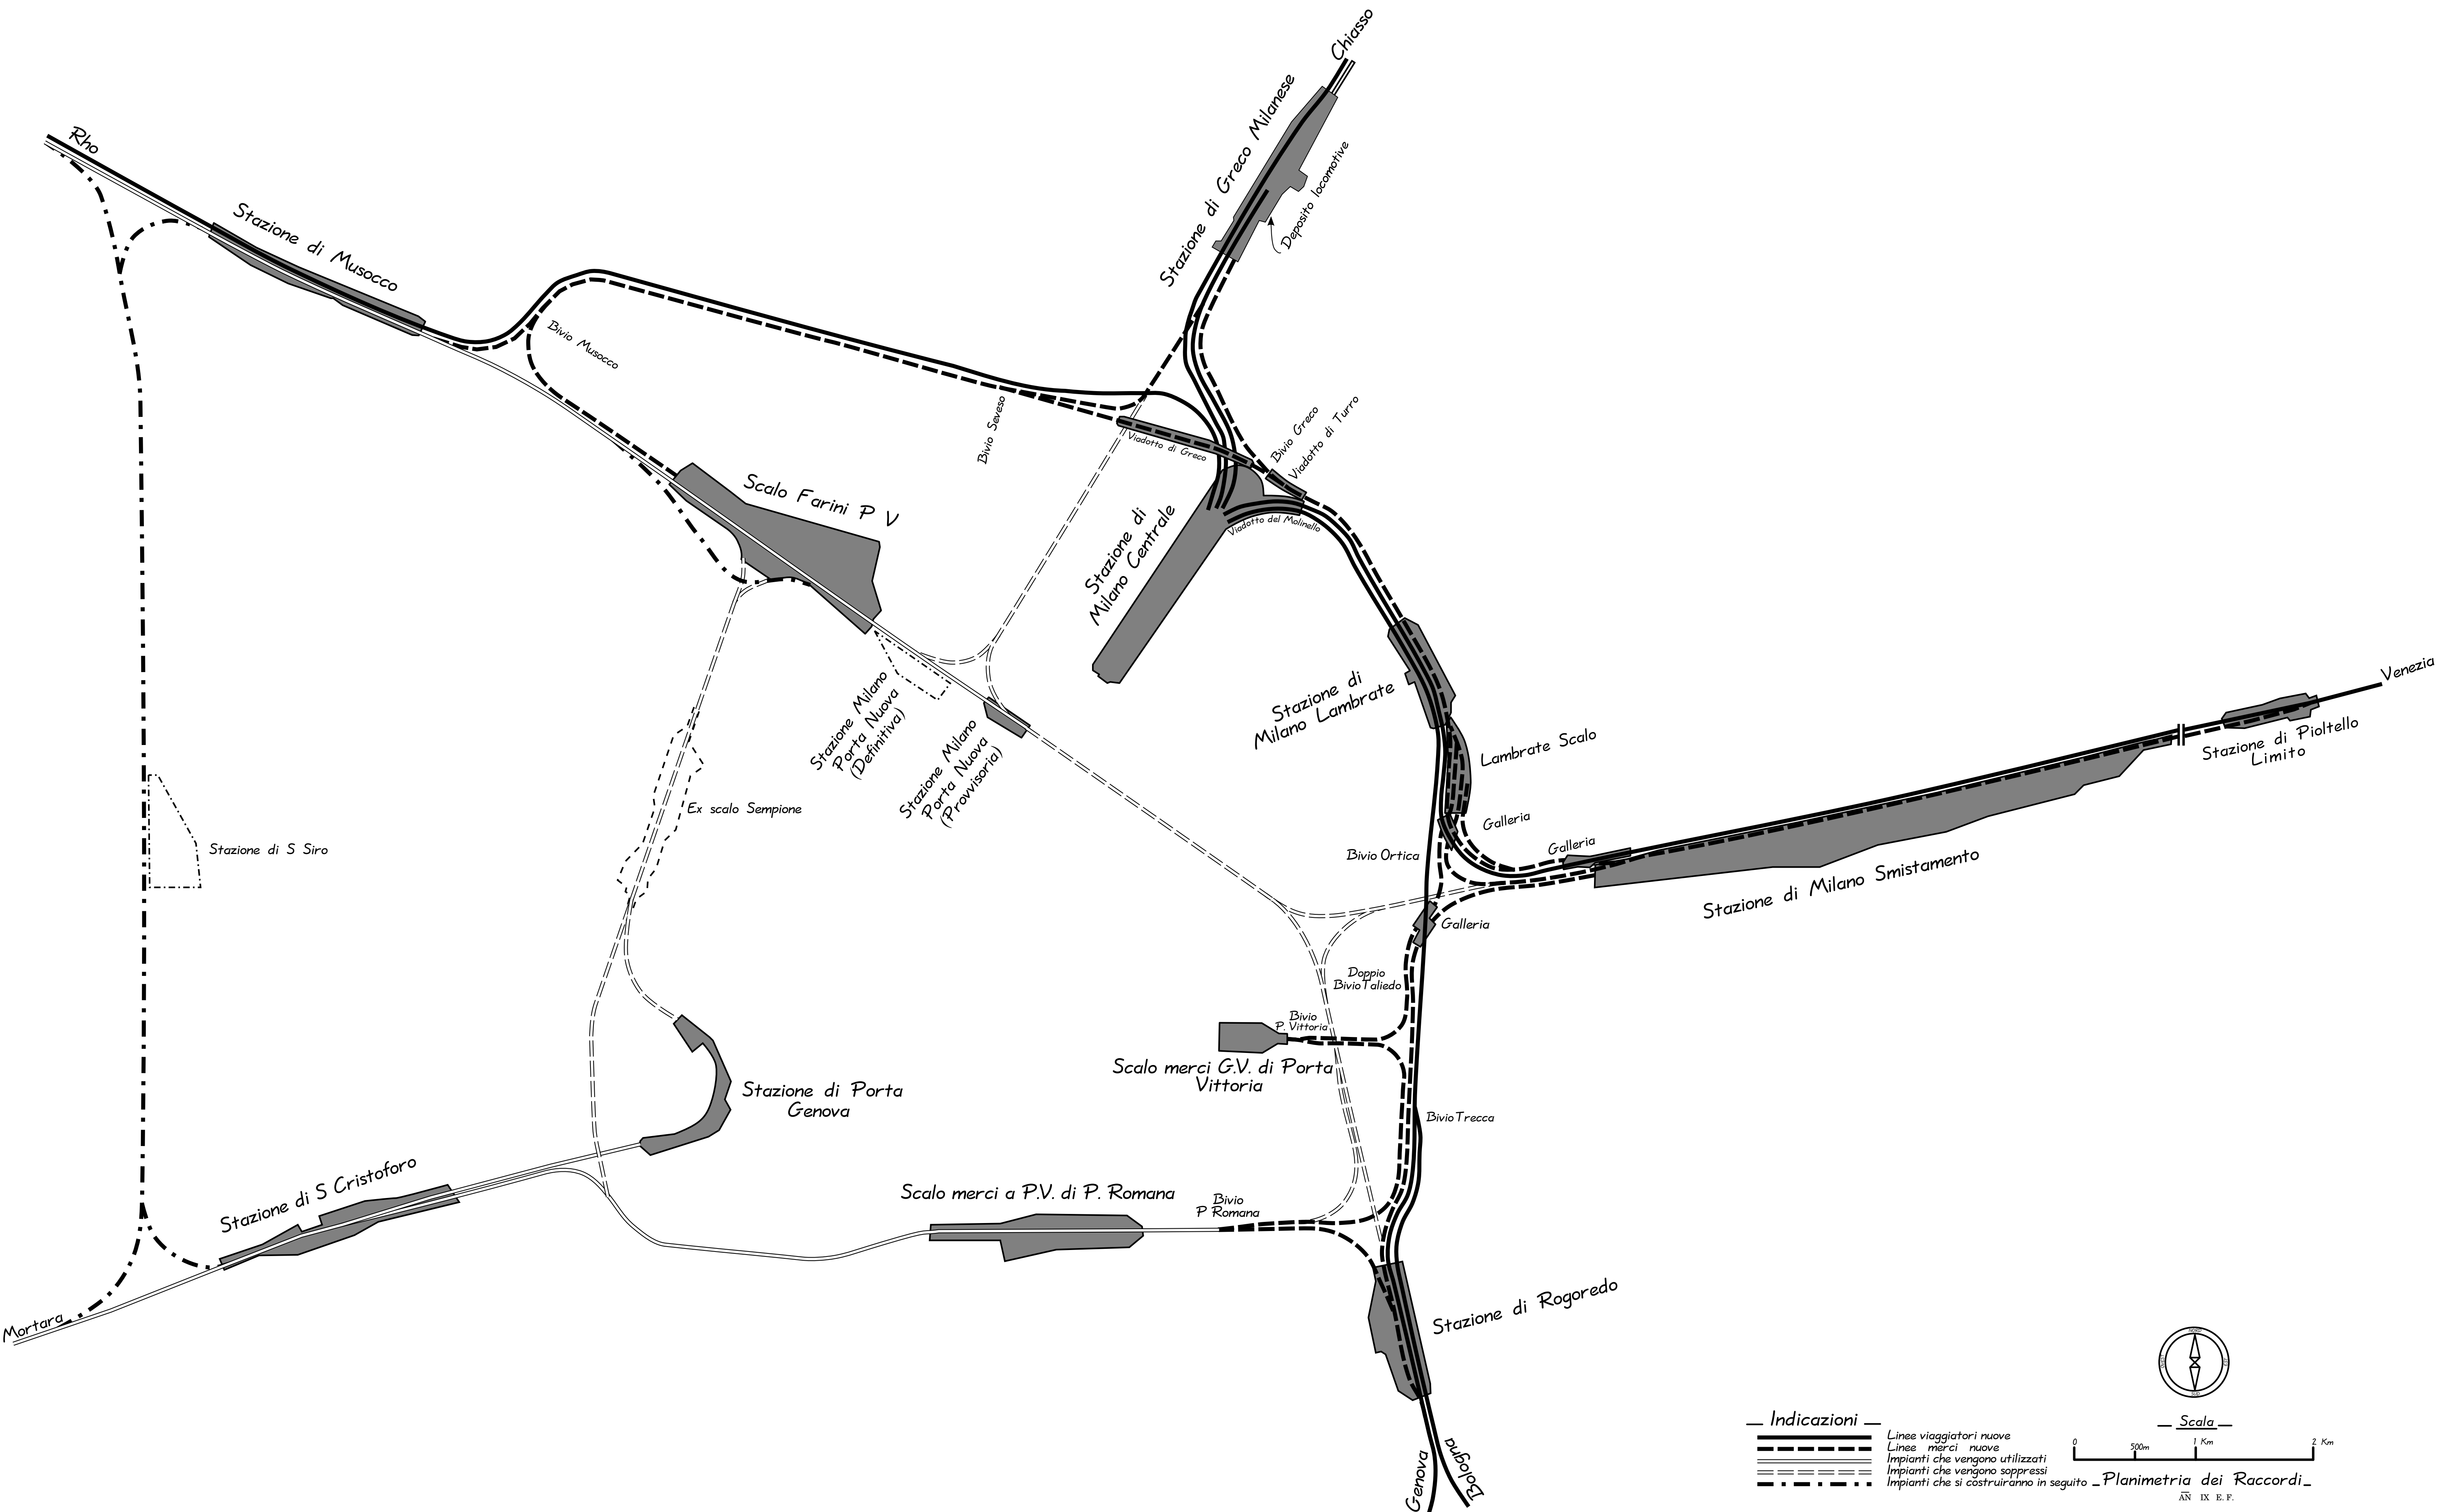 Chiasso
Rho
Stazione di Greco Milanese
Deposito locomotive
Stazione di Musocco
Bivio Musocco
Bivio Seveso
Viadotto di Greco
Bivio Greco
Viadotto di Turro
Scalo Farini P V
Stazione di
Milano Centrale
Viadotto del Molinello
Stazione Milano
Porta Nuova
(Definitiva)
Stazione Milano
Porta Nuova
(Provvisoria)
Stazione di
Milano Lambrate
Lambrate Scalo
Venezia
Stazione di Pioltello
Limito
Ex scalo Sempione
Galleria
Galleria
Stazione di S Siro
Bivio Ortica
Stazione di Milano Smistamento
Galleria
Doppio
Bivio Taliedo
Bivio
P. Vittoria
Scalo merci G.V. di Porta
Vittoria
Stazione di Porta
Genova
Bivio Trecca
Stazione di S Cristoforo
Scalo merci a P.V. di P. Romana
Bivio
P Romana
Mortara
Stazione di Rogoredo
Genova
Bologna
Indicazioni
Linee viaggiatori nuove
Linee merci nuove
Impianti che vengono utilizzati
Impianti che vengono soppressi
Impianti che si costruiranno in seguito
Scala
0 500m 1 Km 2 Km
Planimetria dei Raccordi
AN IX E. F.